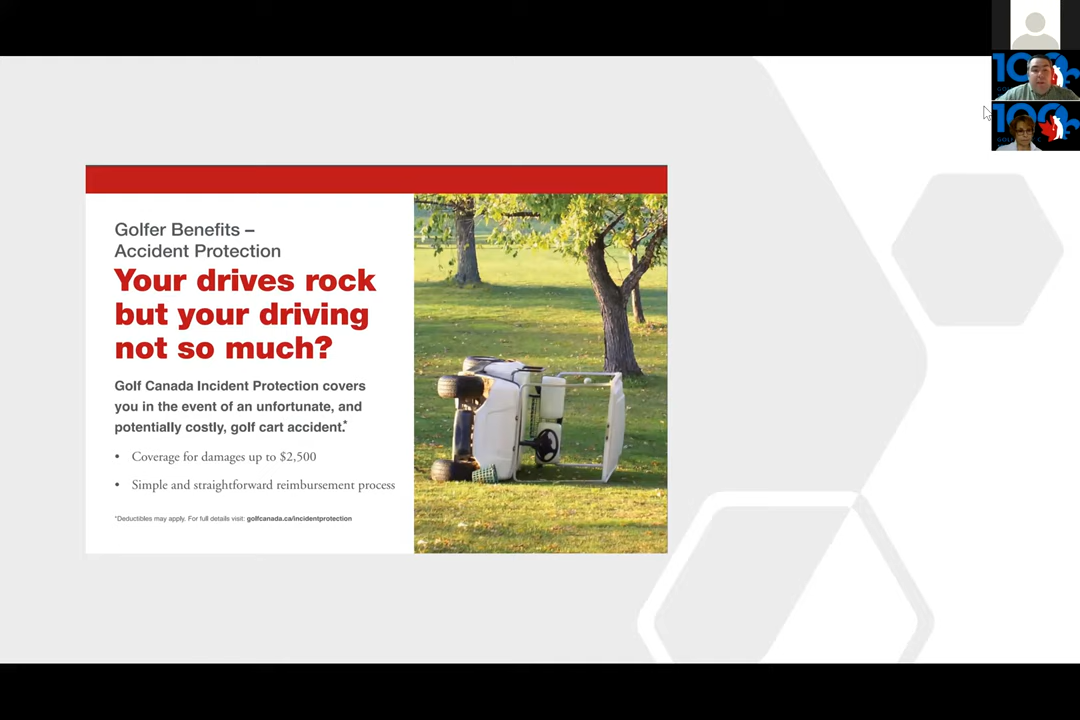 Golfer Benefits –
Accident Protection
Your drives rock
but your driving
not so much?
Golf Canada Incident Protection covers
you in the event of an unfortunate, and
potentially costly, golf cart accident.*
• Coverage for damages up to $2,500
• Simple and straightforward reimbursement process
*Deductibles may apply. For full details visit: golfcanada.ca/incidentprotection
100
100